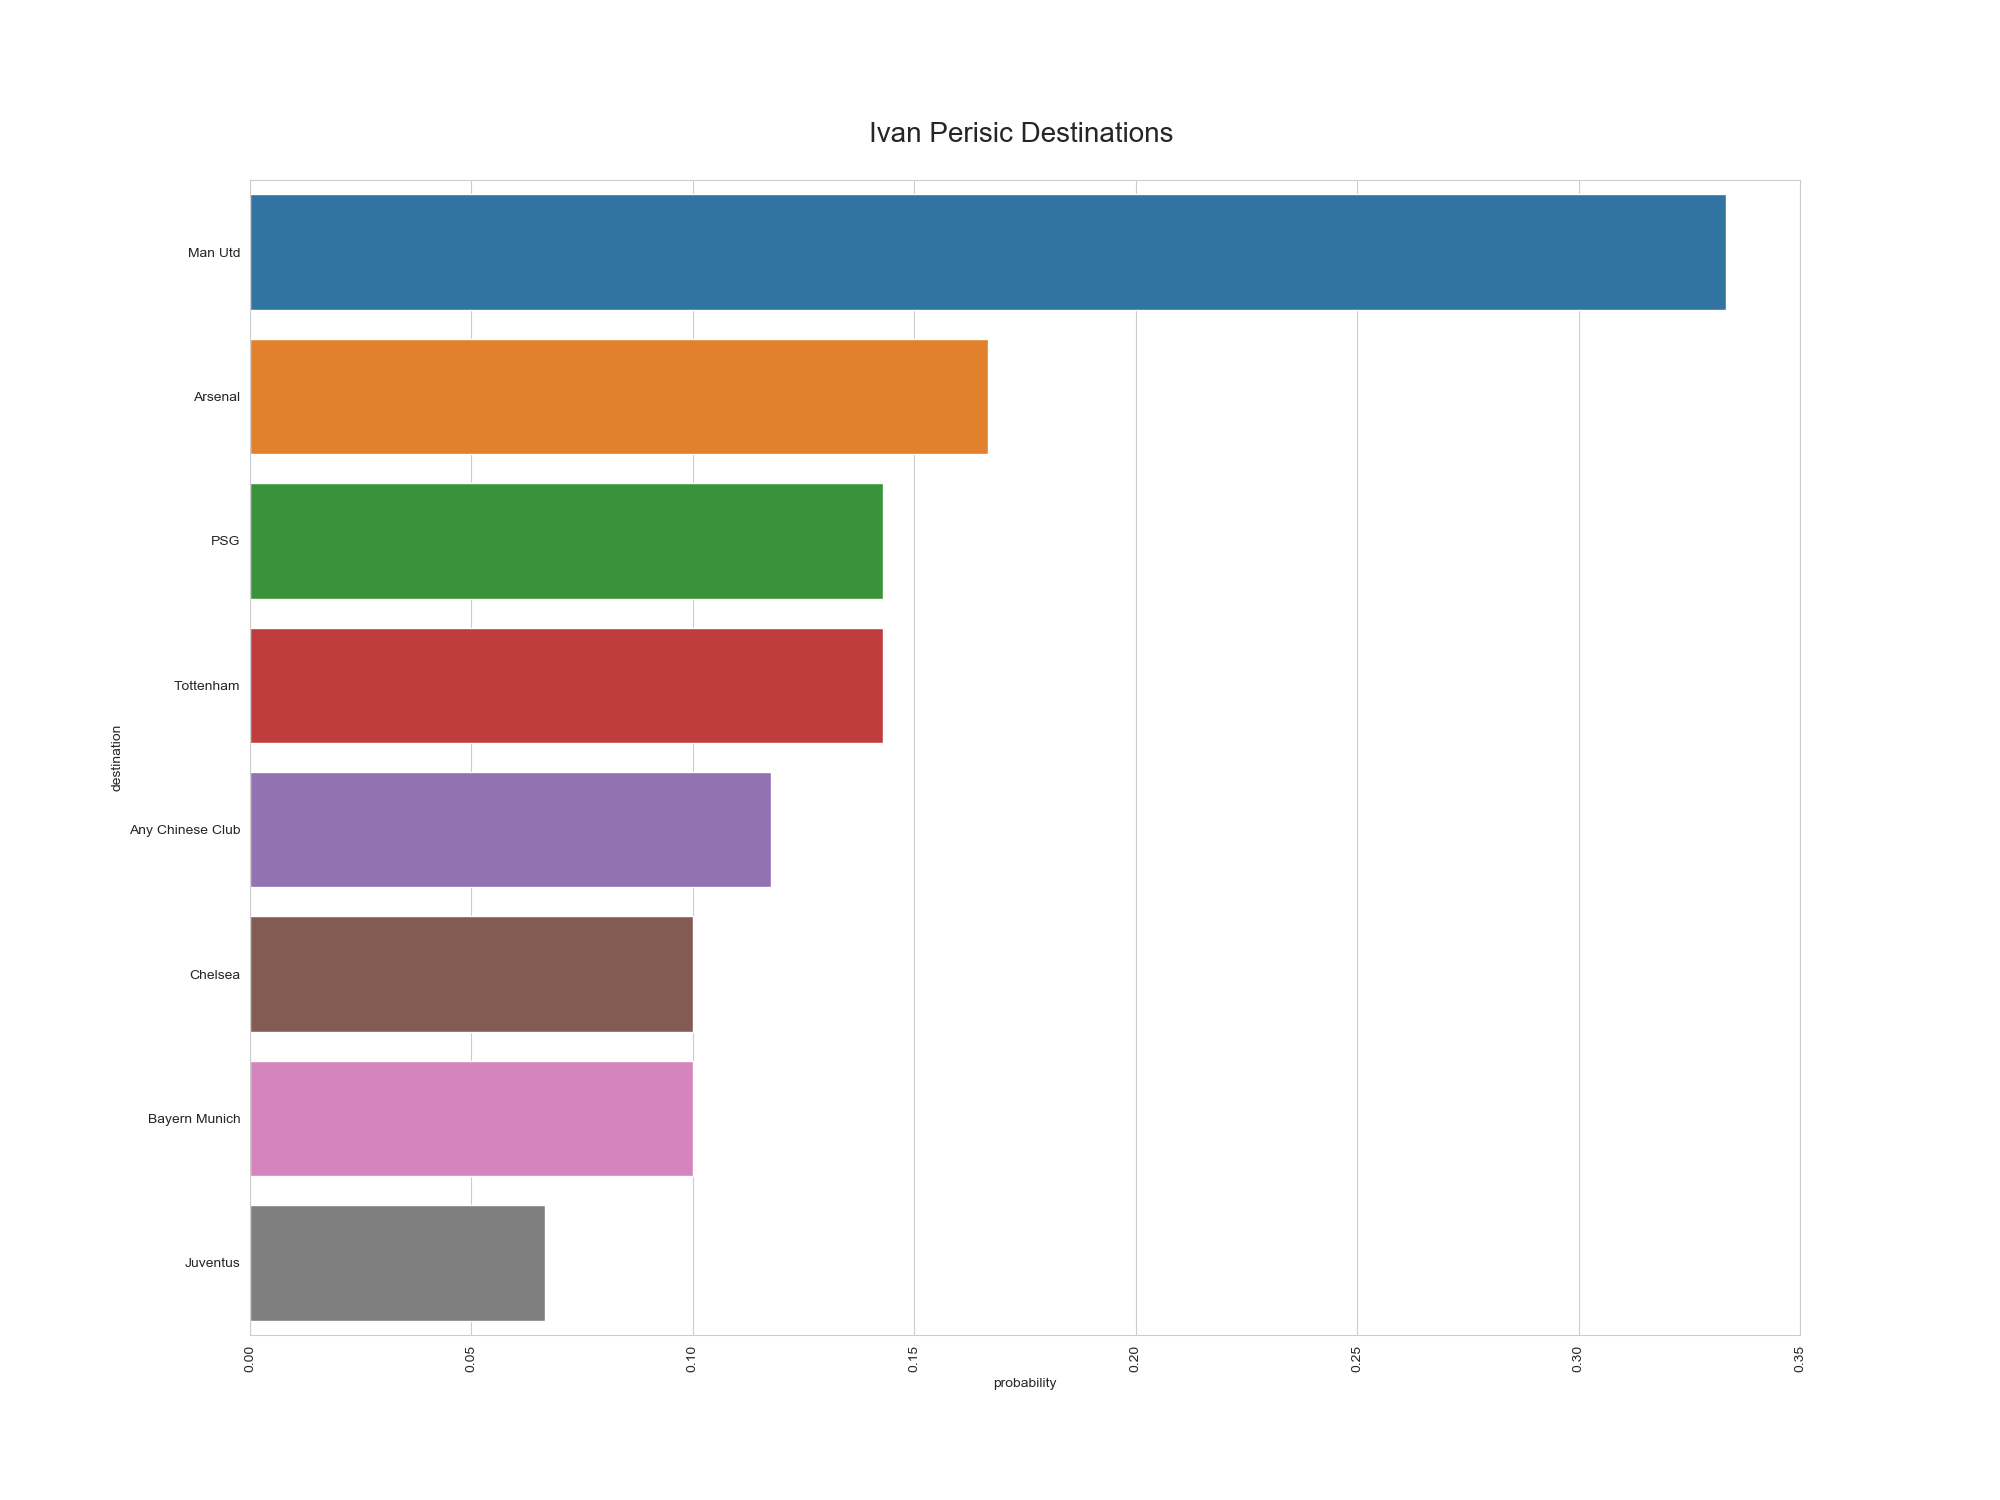 Ivan Perisic Destinations
Man Utd
Arsenal
PSG
Tottenham
destination
Any Chinese Club
Chelsea
Bayern Munich
Juventus
0.00 0.05 0.10 0.15 0.20 0.25 0.30 0.35
probability